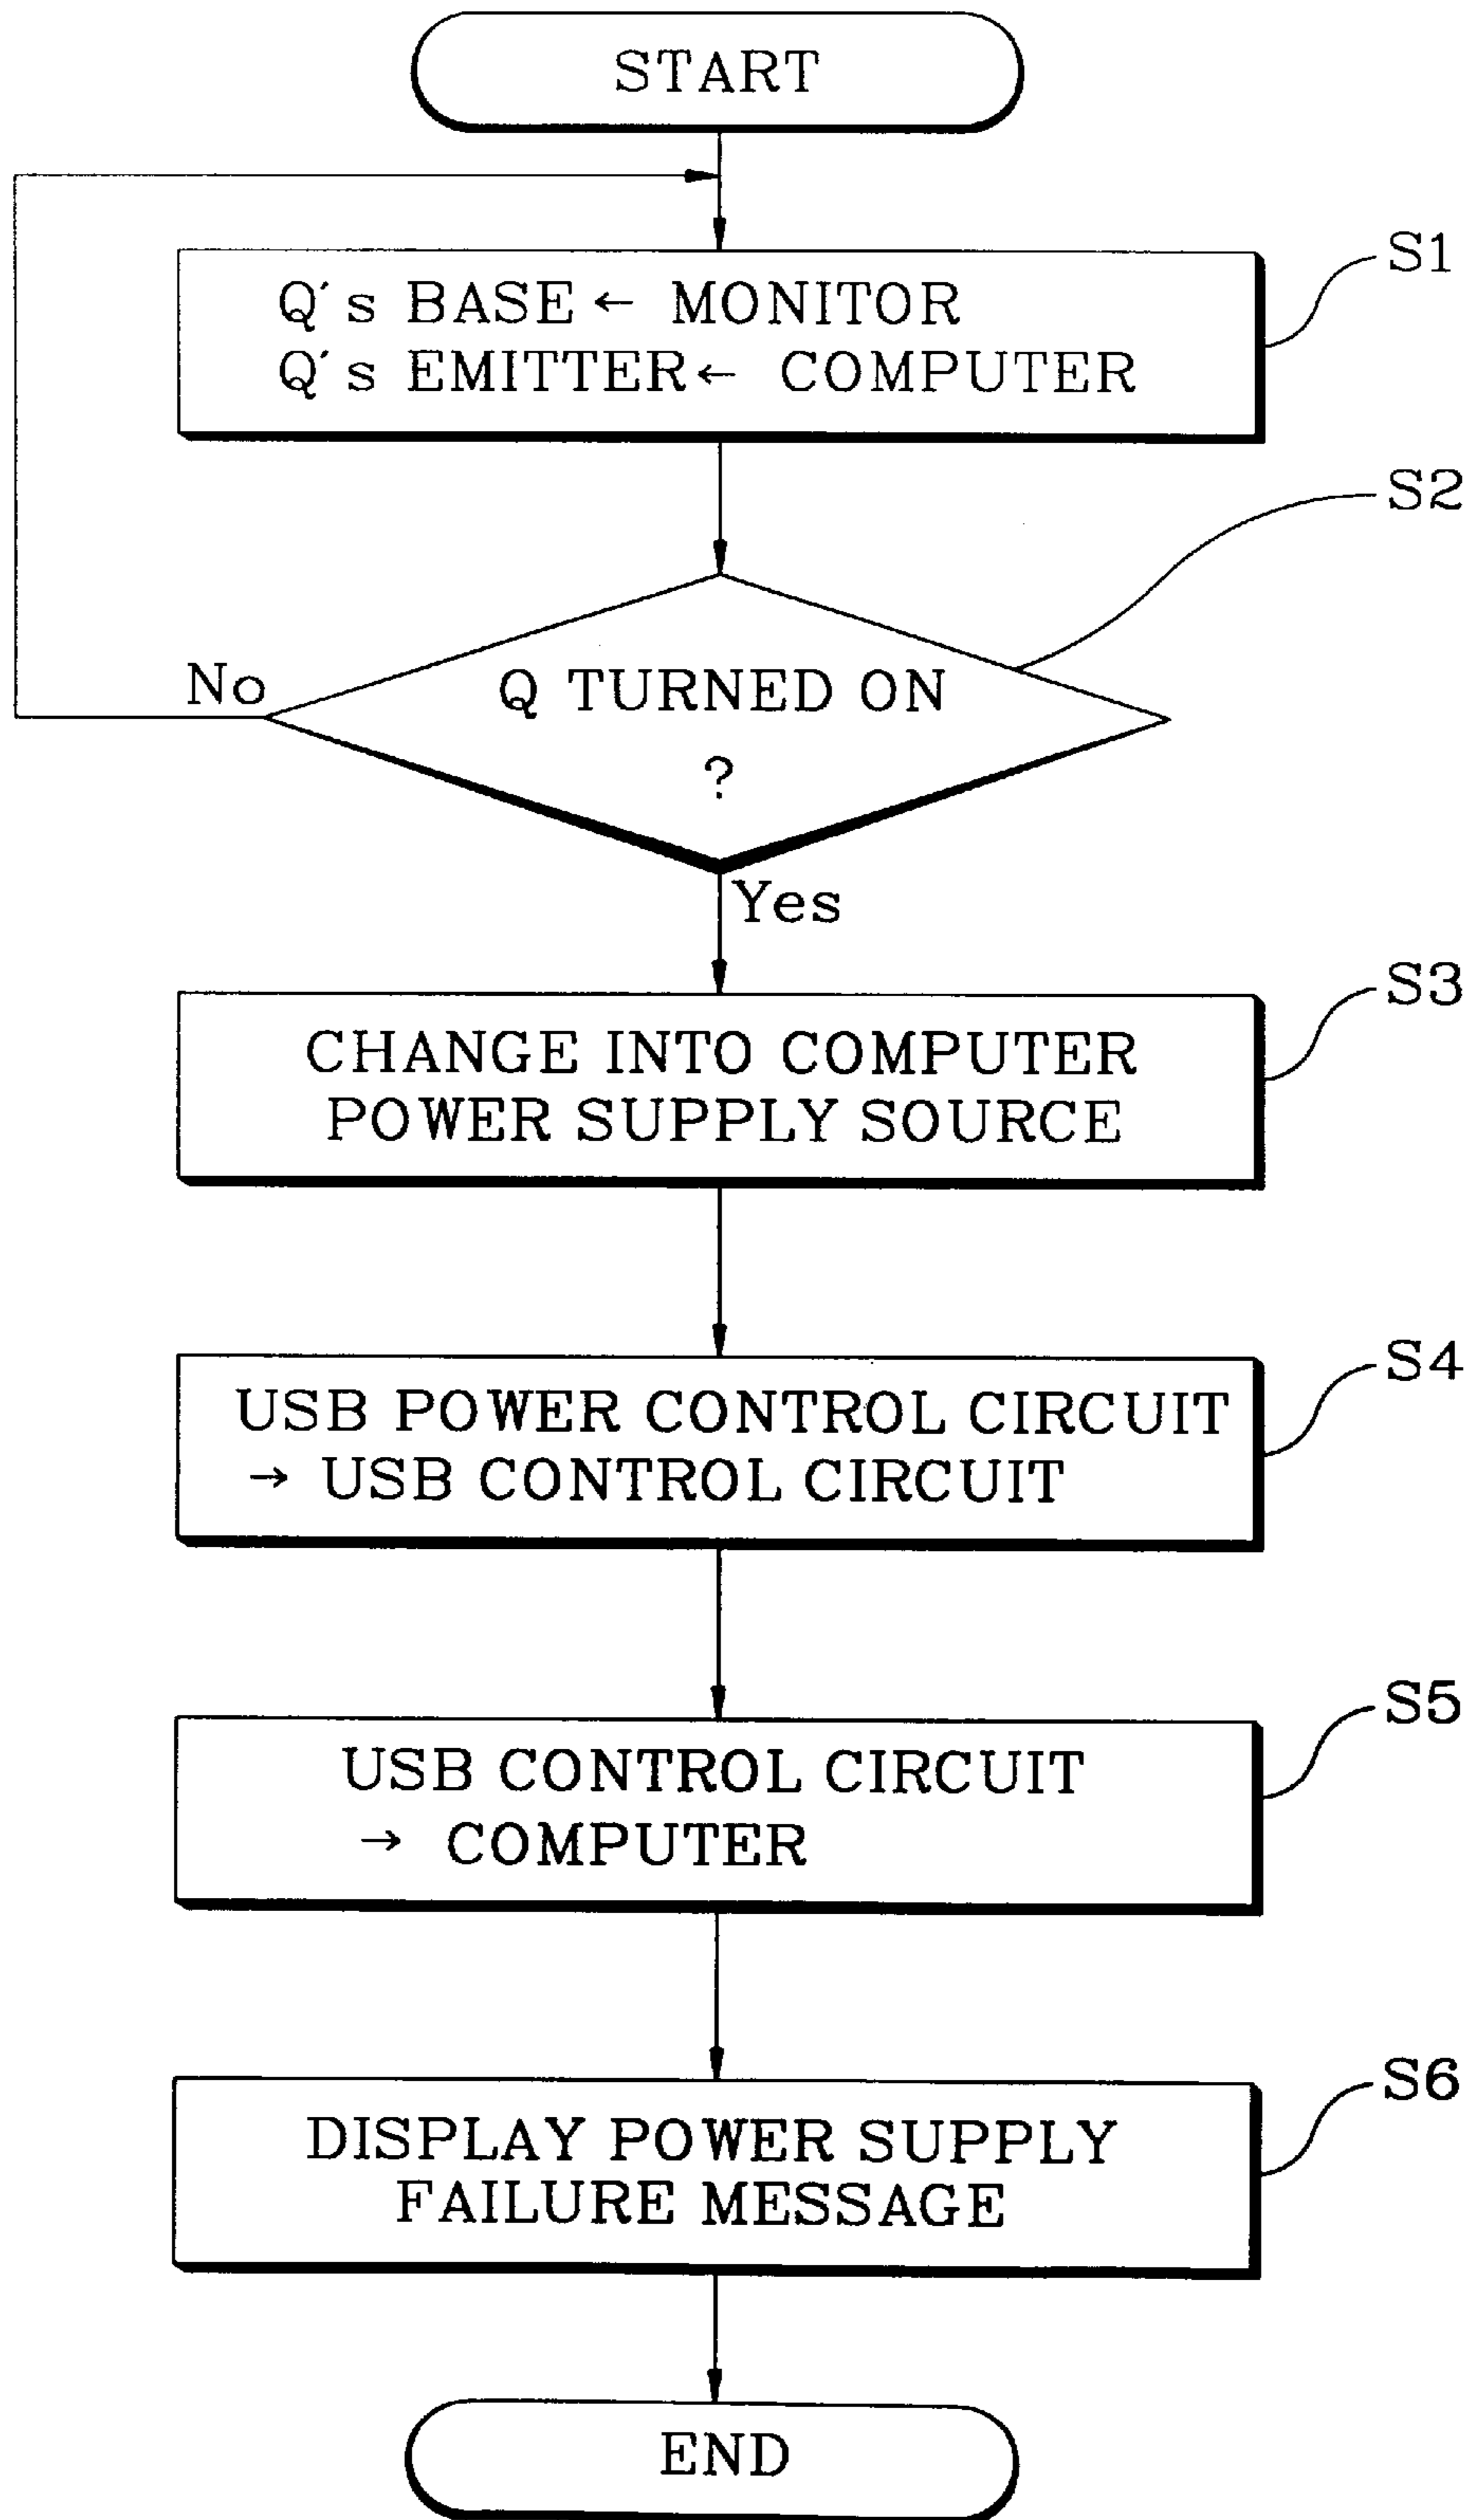 START
Q's BASE ← MONITOR
Q's EMITTER ← COMPUTER
S1
S2
Q TURNED ON
?
No
Yes
CHANGE INTO COMPUTER
POWER SUPPLY SOURCE
S3
USB POWER CONTROL CIRCUIT
→ USB CONTROL CIRCUIT
S4
USB CONTROL CIRCUIT
→ COMPUTER
S5
DISPLAY POWER SUPPLY
FAILURE MESSAGE
S6
END